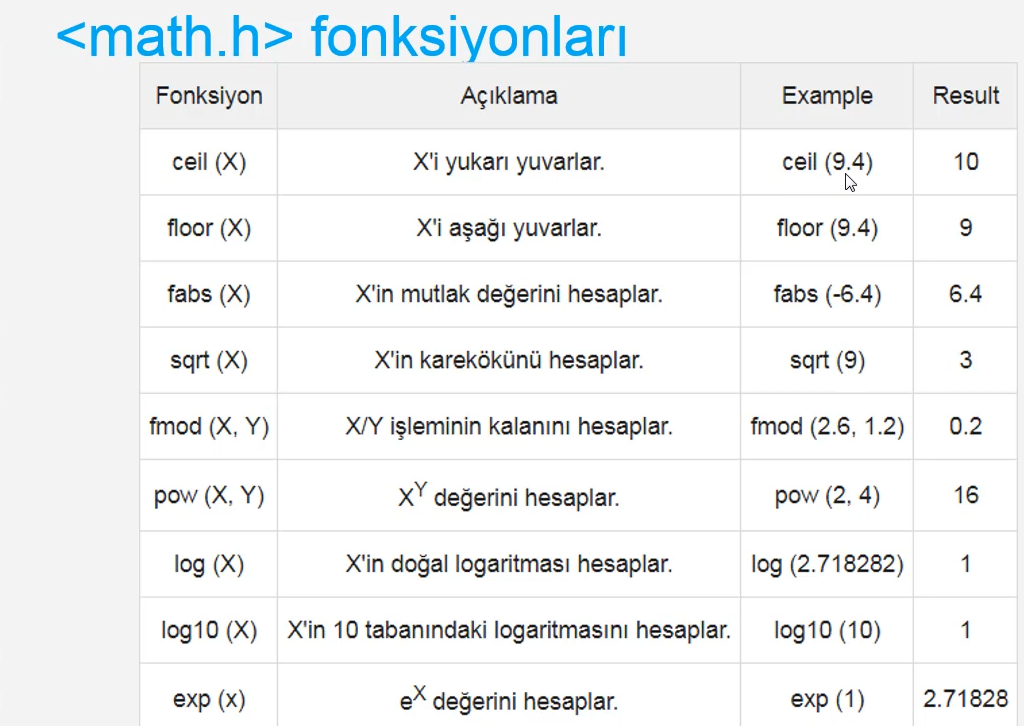 <math.h> fonksiyonları
Fonksiyon Açıklama Example Result
ceil (X) X'i yukarı yuvarlar. ceil (9.4) 10
floor (X) X'i aşağı yuvarlar. floor (9.4) 9
fabs (X) X'in mutlak değerini hesaplar. fabs (-6.4) 6.4
sqrt (X) X'in karekökünü hesaplar. sqrt (9) 3
fmod (X, Y) X/Y işleminin kalanını hesaplar. fmod (2.6, 1.2) 0.2
pow (X, Y) X^Y değerini hesaplar. pow (2, 4) 16
log (X) X'in doğal logaritması hesaplar. log (2.718282) 1
log10 (X) X'in 10 tabanındaki logaritmasını hesaplar. log10 (10) 1
exp (x) e^X değerini hesaplar. exp (1) 2.71828